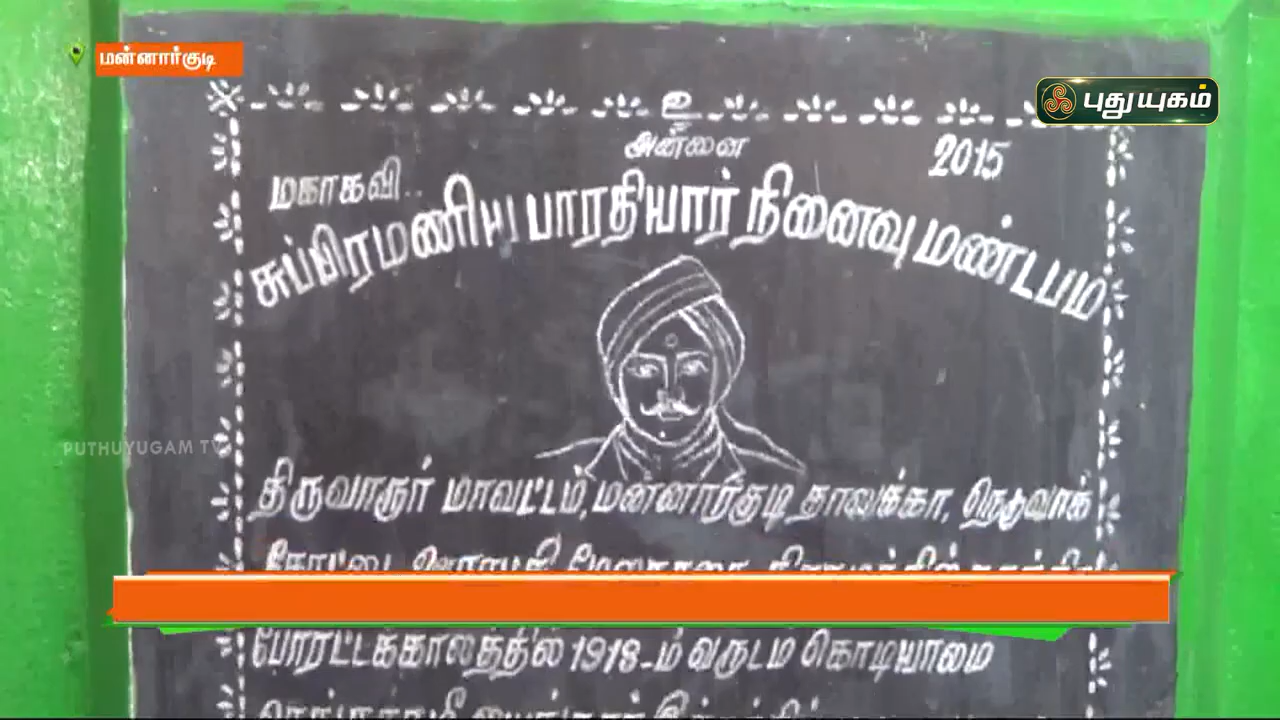 மன்னார்குடி
புதுயுகம்
உ
அன்னை
2015
மகாகவி..
சுப்பிரமணிய பாரதியார் நினைவு மண்டபம்
PUTHUYUGAM TV
திருவாரூர் மாவட்டம், மன்னார்குடி தாலுக்கா, நெடுவாக்
கோட்டை
போராட்டக்காலத்தில் 1918-ம் வருடம் கொடியாமை